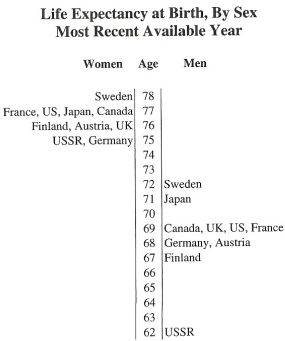 Life Expectancy at Birth, By Sex
Most Recent Available Year
Women Age Men
Sweden 78
France, US, Japan, Canada 77
Finland, Austria, UK 76
USSR, Germany 75
74
73
72 Sweden
71 Japan
70
69 Canada, UK, US, France
68 Germany, Austria
67 Finland
66
65
64
63
62 USSR